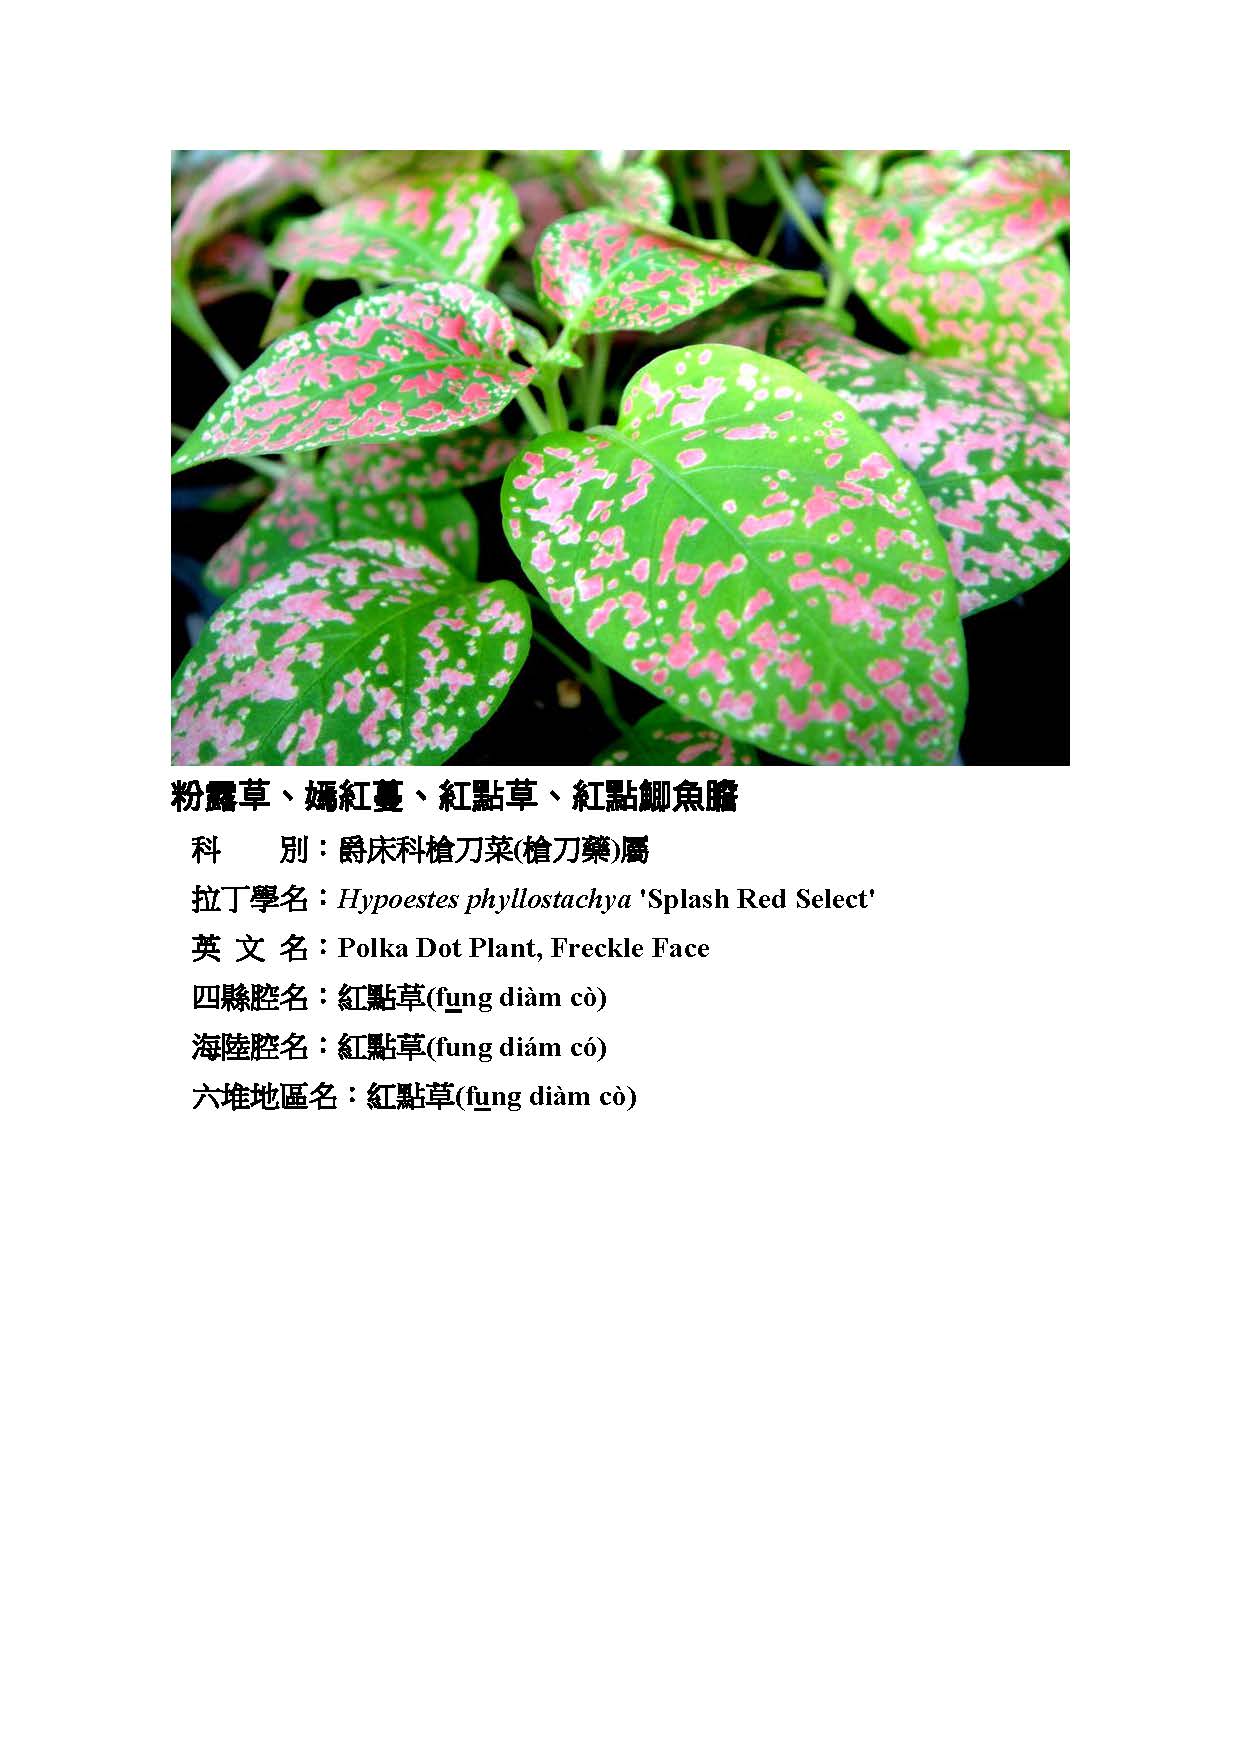 粉露草、嫣紅蔓、紅點草、紅點鯽魚膽
科　　別：爵床科槍刀菜(槍刀藥)屬
拉丁學名：Hypoestes phyllostachya 'Splash Red Select'
英 文 名：Polka Dot Plant, Freckle Face
四縣腔名：紅點草(fung diàm cò)
海陸腔名：紅點草(fung diám có)
六堆地區名：紅點草(fung diàm cò)